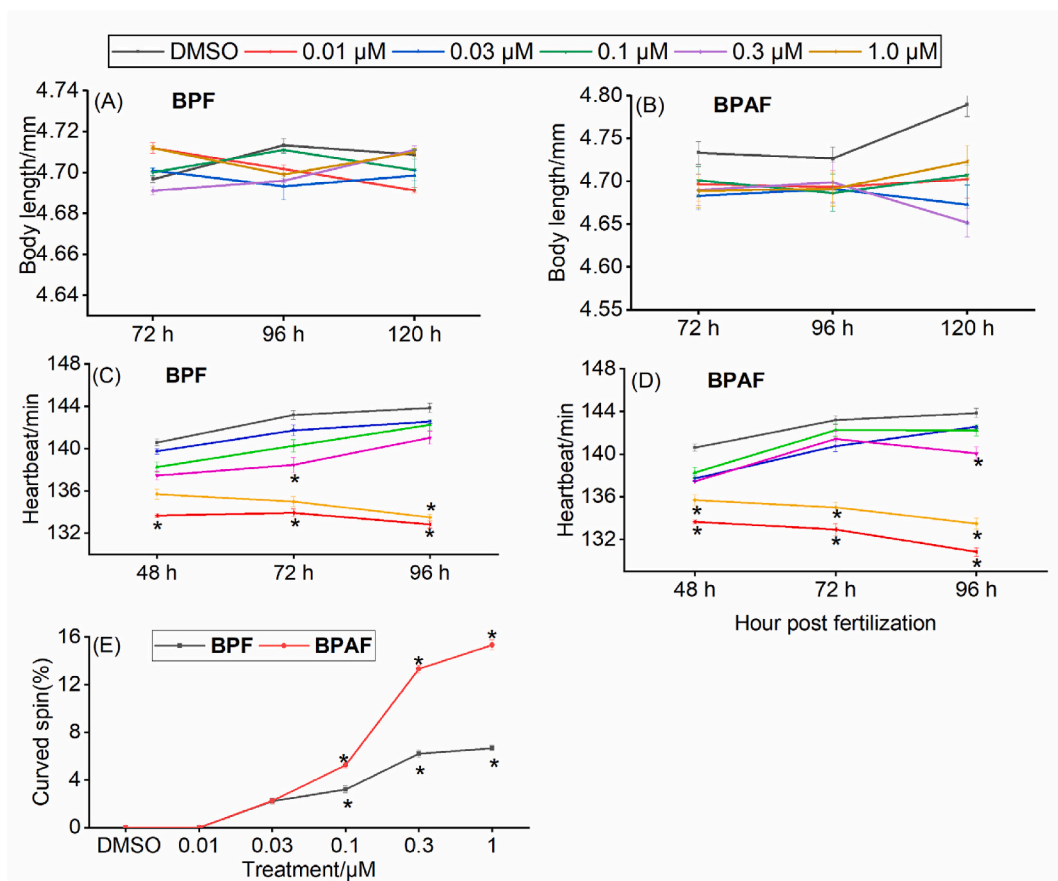 DMSO 0.01 µM 0.03 µM 0.1 µM 0.3 µM 1.0 µM
(A) BPF
Body length/mm
4.74
4.72
4.70
4.68
4.66
4.64
72 h 96 h 120 h
(B) BPAF
Body length/mm
4.80
4.75
4.70
4.65
4.60
4.55
72 h 96 h 120 h
(C) BPF
Heartbeat/min
148
144
140
136
132
* * * * * *
48 h 72 h 96 h
(D) BPAF
Heartbeat/min
148
144
140
136
132
* * * * * * *
48 h 72 h 96 h
Hour post fertilization
(E) BPF BPAF
Curved spin(%)
16
12
8
4
0
* * * * * *
DMSO 0.01 0.03 0.1 0.3 1
Treatment/µM